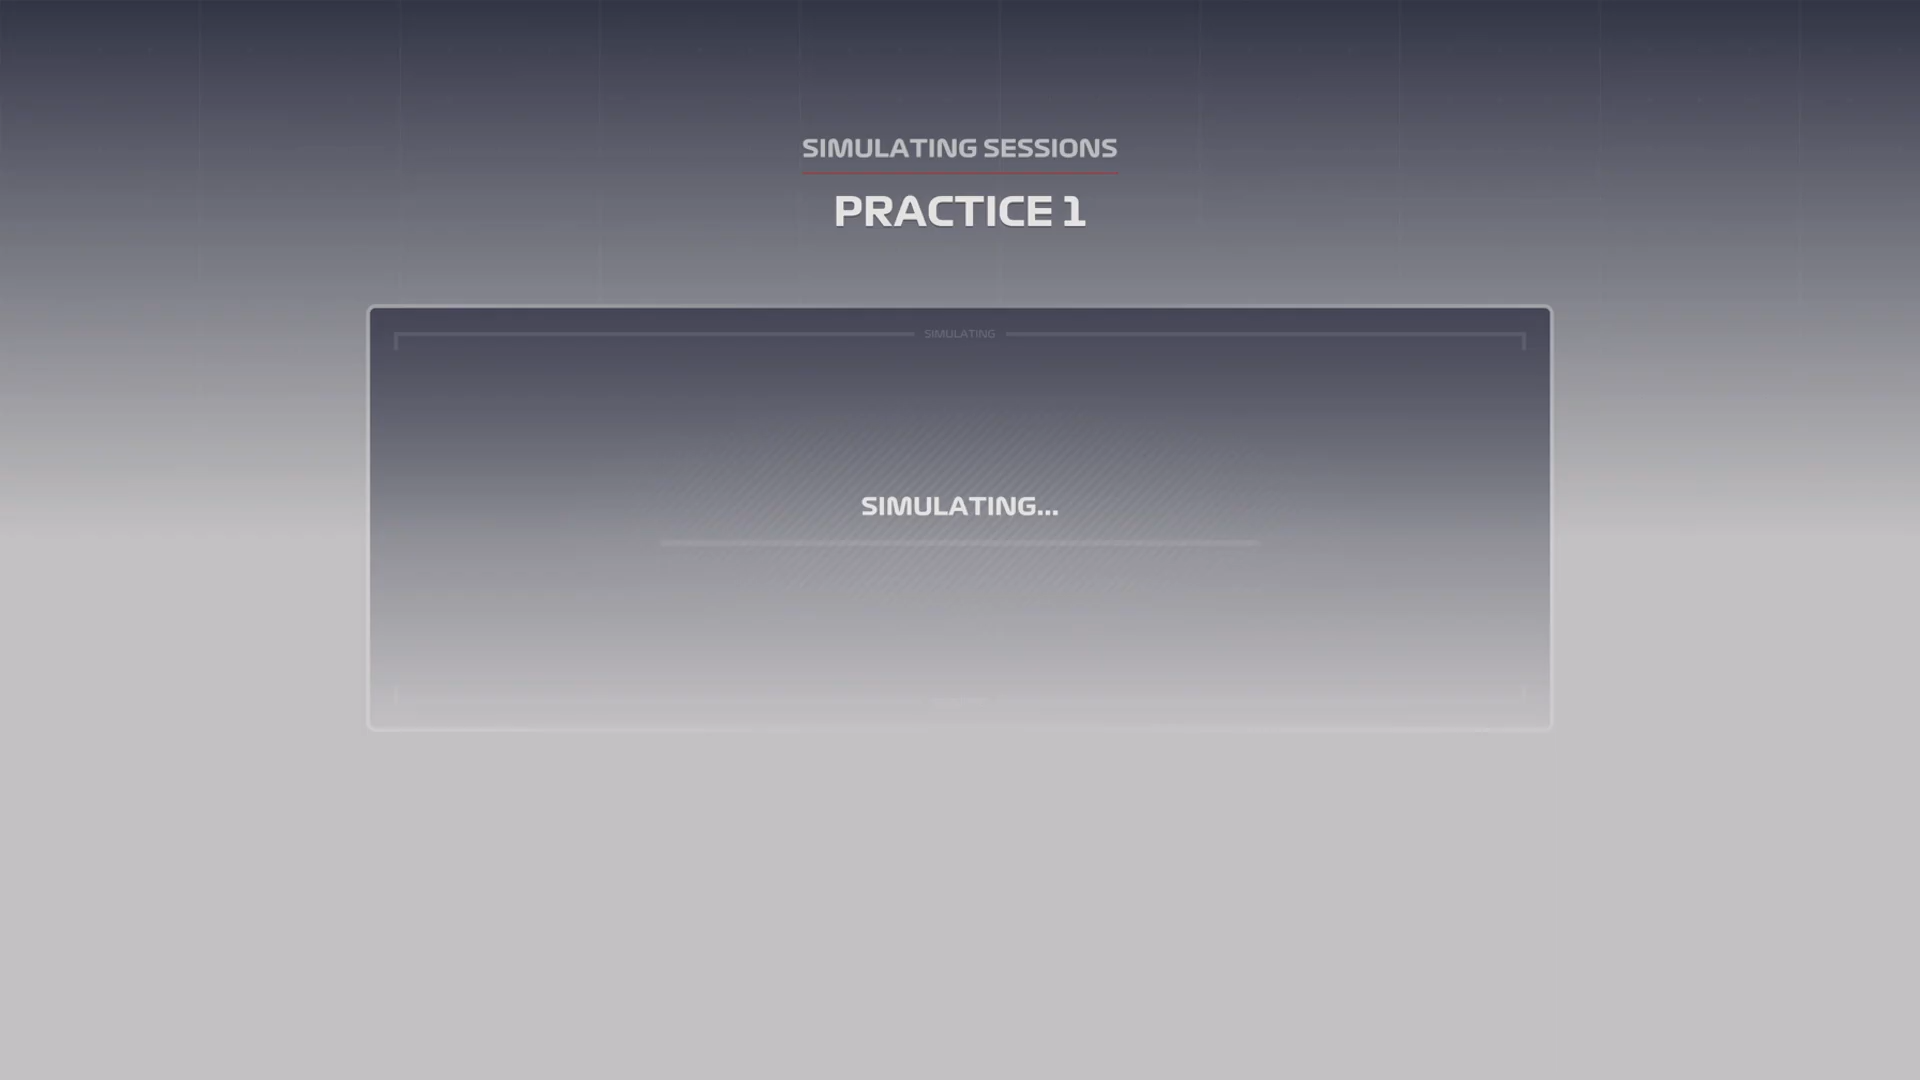 SIMULATING SESSIONS
PRACTICE 1
SIMULATING
SIMULATING...